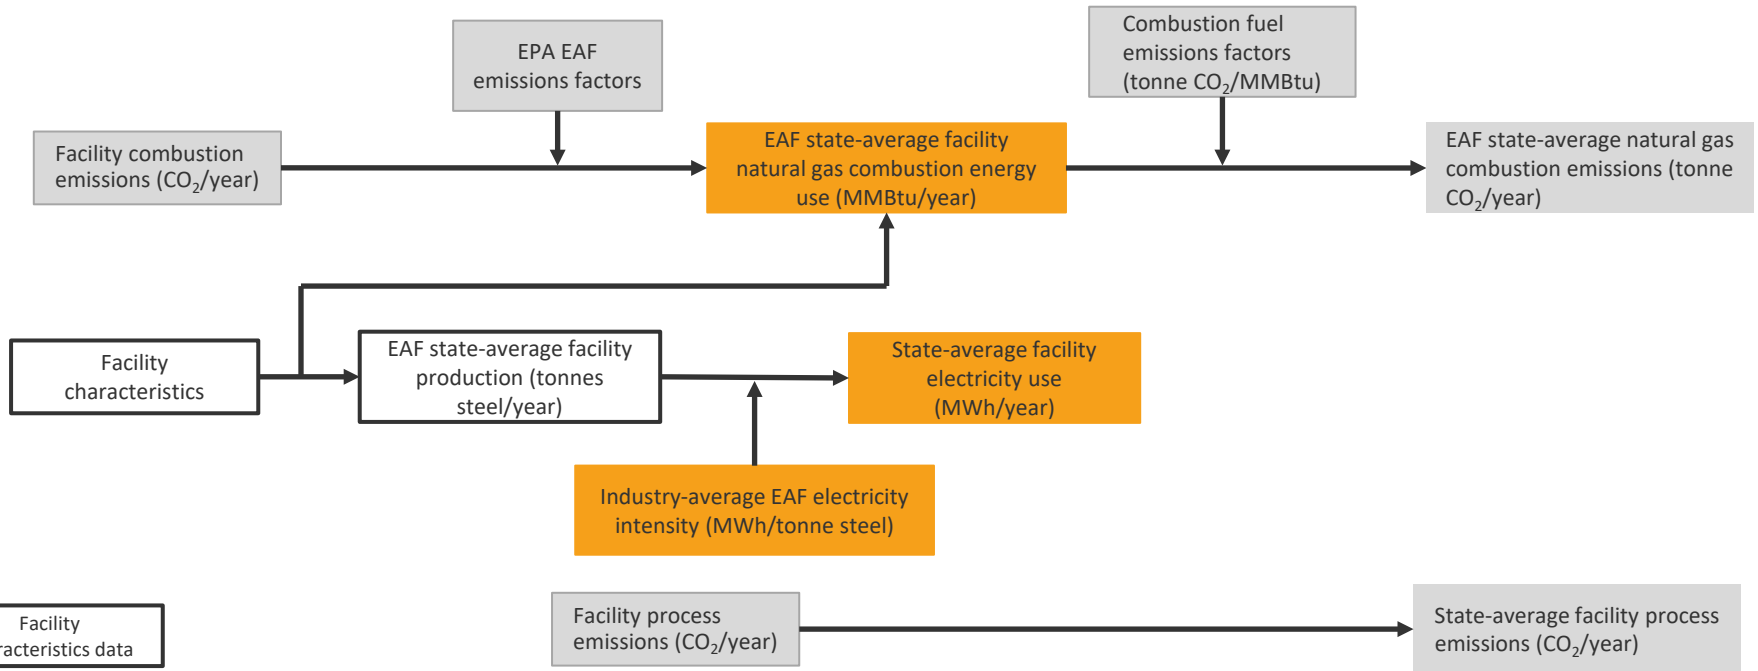 EPA EAF
emissions factors
Combustion fuel
emissions factors
(tonne CO₂/MMBtu)
Facility combustion
emissions (CO₂/year)
EAF state-average facility
natural gas combustion energy
use (MMBtu/year)
EAF state-average natural gas
combustion emissions (tonne
CO₂/year)
Facility
characteristics
EAF state-average facility
production (tonnes
steel/year)
State-average facility
electricity use
(MWh/year)
Industry-average EAF electricity
intensity (MWh/tonne steel)
Facility
racteristics data
Facility process
emissions (CO₂/year)
State-average facility process
emissions (CO₂/year)